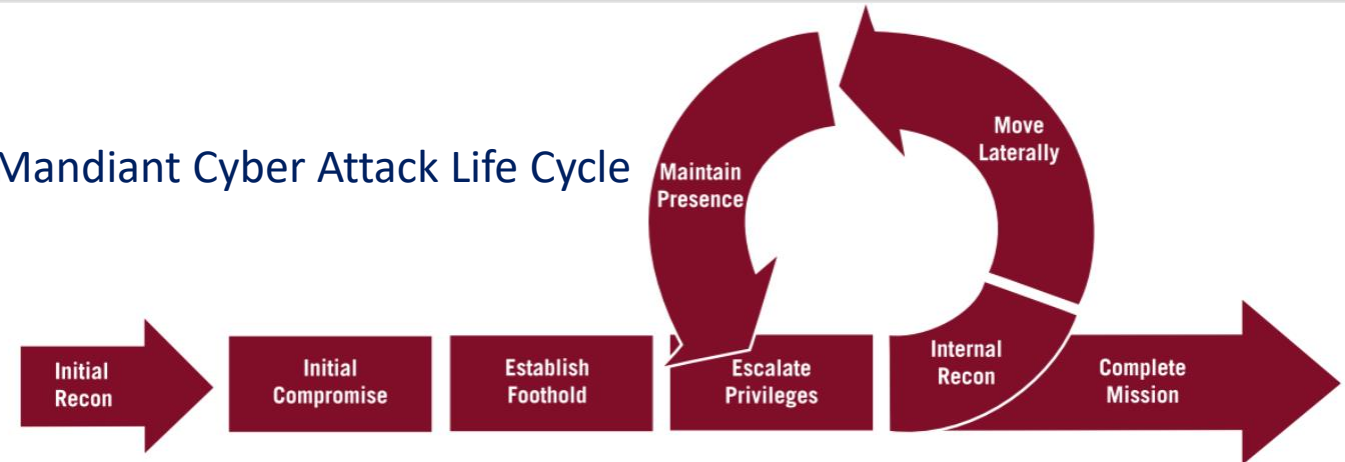 Mandiant Cyber Attack Life Cycle
Maintain
Presence
Move
Laterally
Initial
Recon
Initial
Compromise
Establish
Foothold
Escalate
Privileges
Internal
Recon
Complete
Mission